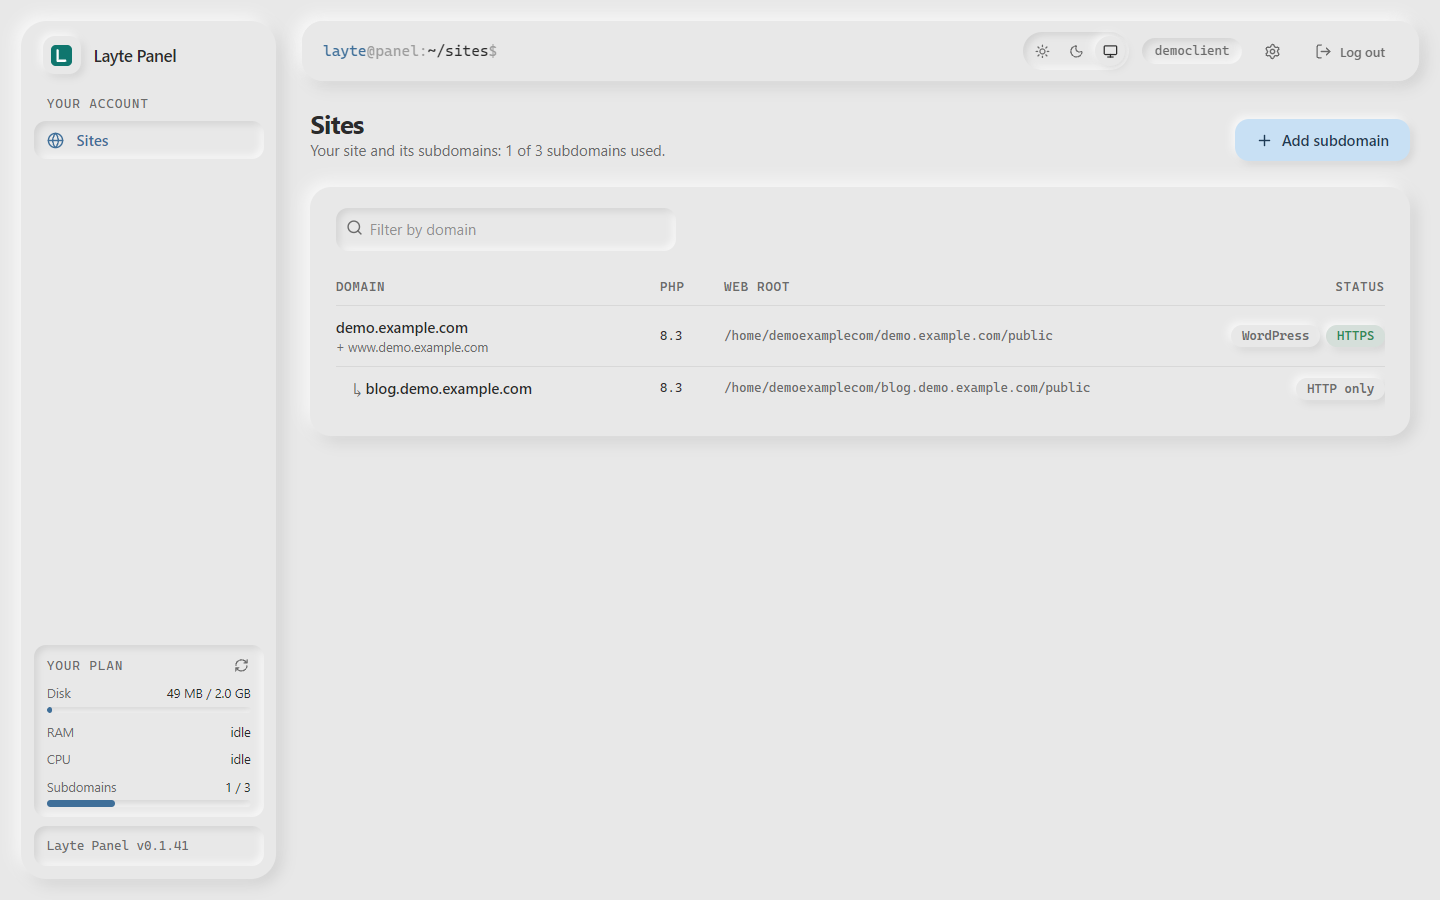 Layte Panel
YOUR ACCOUNT
Sites
layte@panel:~/sites$
democlient
Log out
Sites
Your site and its subdomains: 1 of 3 subdomains used.
Add subdomain
Filter by domain
DOMAIN PHP WEB ROOT STATUS
demo.example.com 8.3 /home/demoexamplecom/demo.example.com/public WordPress HTTPS
+ www.demo.example.com
↳ blog.demo.example.com 8.3 /home/demoexamplecom/blog.demo.example.com/public HTTP only
YOUR PLAN
Disk 49 MB / 2.0 GB
RAM idle
CPU idle
Subdomains 1 / 3
Layte Panel v0.1.41